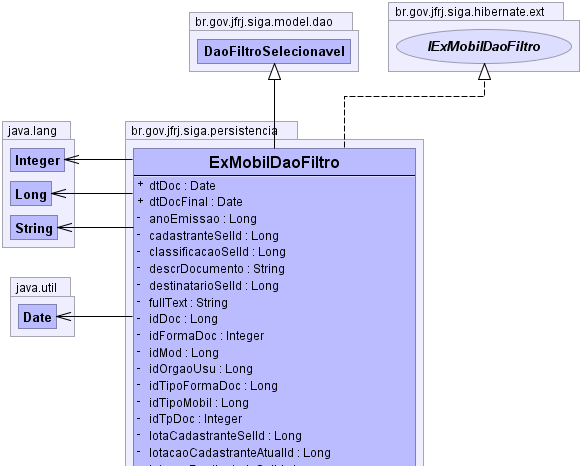 br.gov.jfrj.siga.model.dao
DaoFiltroSelecionavel
br.gov.jfrj.siga.hibernate.ext
IExMobilDaoFiltro
java.lang
Integer
Long
String
java.util
Date
br.gov.jfrj.siga.persistencia
ExMobilDaoFiltro
+ dtDoc : Date
+ dtDocFinal : Date
- anoEmissao : Long
- cadastranteSelId : Long
- classificacaoSelId : Long
- descrDocumento : String
- destinatarioSelId : Long
- fullText : String
- idDoc : Long
- idFormaDoc : Integer
- idMod : Long
- idOrgaoUsu : Long
- idTipoFormaDoc : Long
- idTipoMobil : Long
- idTpDoc : Integer
- lotaCadastranteSelId : Long
- lotacaoCadastranteAtualId : Long